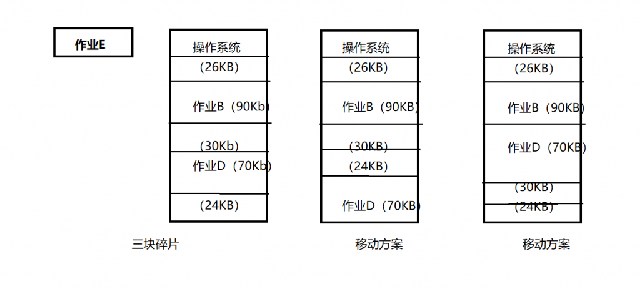 作业E
操作系统
(26KB)
作业B（90Kb）
(30Kb)
作业D（70Kb）
(24KB)
三块碎片
操作系统
(26KB)
作业B（90KB）
(30KB)
(24KB)
作业D（70KB）
移动方案
操作系统
(26KB)
作业B（90KB）
作业D（70KB）
(30KB)
(24KB)
移动方案